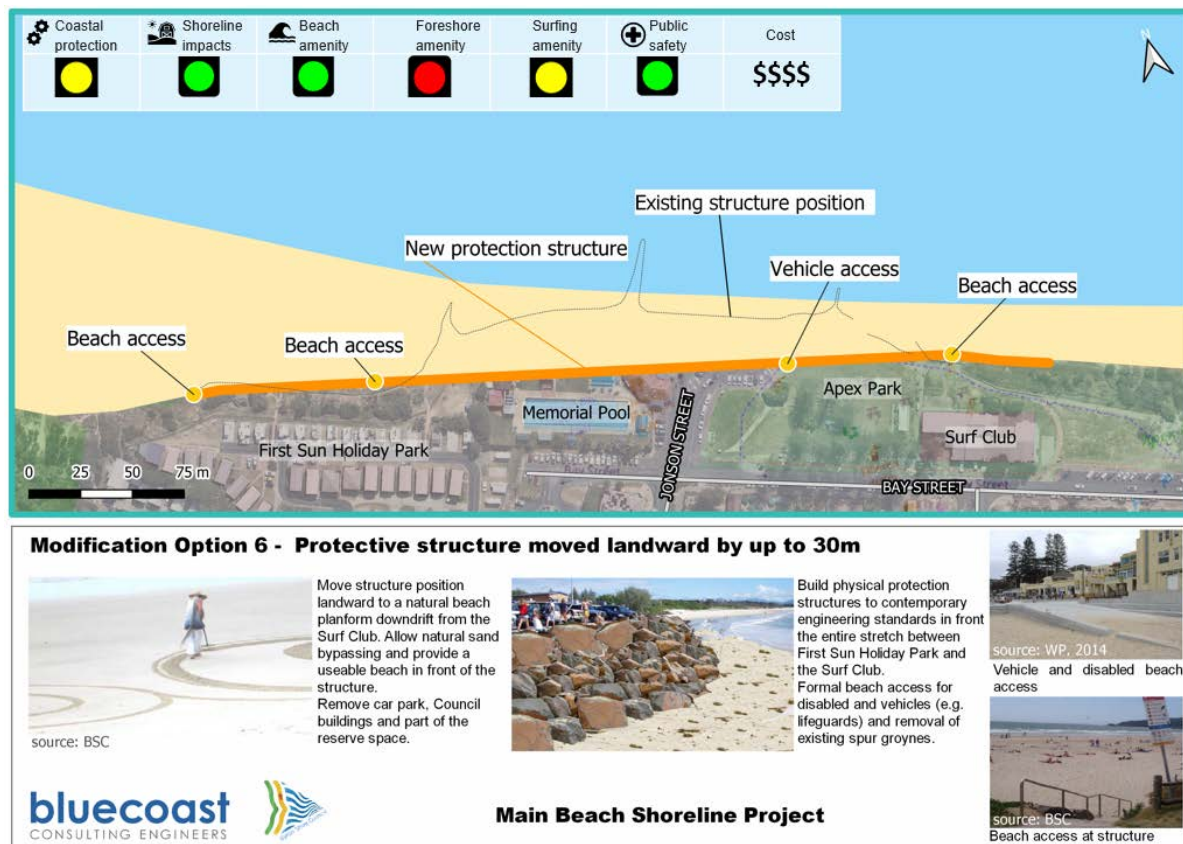 Coastal protection
Shoreline impacts
Beach amenity
Foreshore amenity
Surfing amenity
Public safety
Cost
$$$$
N
Existing structure position
New protection structure
Vehicle access
Beach access
Beach access
Beach access
Apex Park
Memorial Pool
Surf Club
First Sun Holiday Park
JONSON STREET
BAY STREET
0 25 50 75 m
Modification Option 6 - Protective structure moved landward by up to 30m
Move structure position
landward to a natural beach
planform downdrift from the
Surf Club. Allow natural sand
bypassing and provide a
useable beach in front of the
structure.
Remove car park, Council
buildings and part of the
reserve space.
source: BSC
Build physical protection
structures to contemporary
engineering standards in front
the entire stretch between
First Sun Holiday Park and
the Surf Club.
Formal beach access for
disabled and vehicles (e.g.
lifeguards) and removal of
existing spur groynes.
source: WP, 2014
Vehicle and disabled beach
access
source: BSC
Beach access at structure
bluecoast
CONSULTING ENGINEERS
Main Beach Shoreline Project